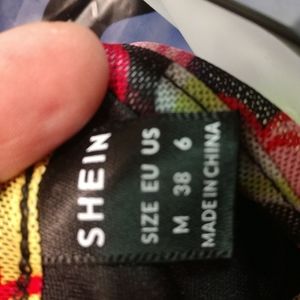 SHEIN
SIZE EU US
M 38 6
MADE IN CHINA